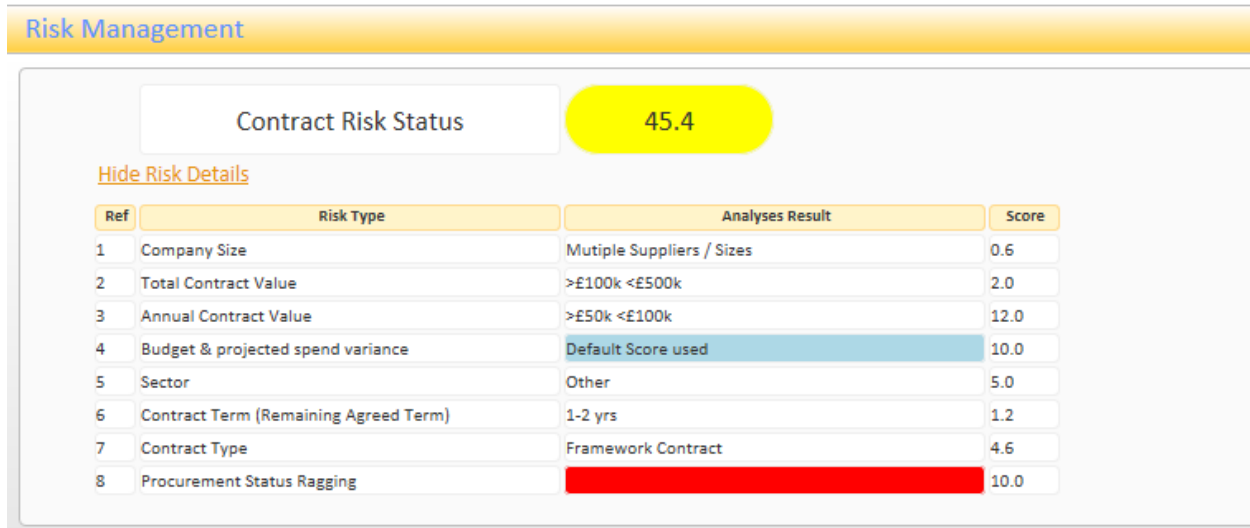 Risk Management
Contract Risk Status 45.4
Hide Risk Details
Ref Risk Type Analyses Result Score
1 Company Size Mutiple Suppliers / Sizes 0.6
2 Total Contract Value >£100k <£500k 2.0
3 Annual Contract Value >£50k <£100k 12.0
4 Budget & projected spend variance Default Score used 10.0
5 Sector Other 5.0
6 Contract Term (Remaining Agreed Term) 1-2 yrs 1.2
7 Contract Type Framework Contract 4.6
8 Procurement Status Ragging 10.0